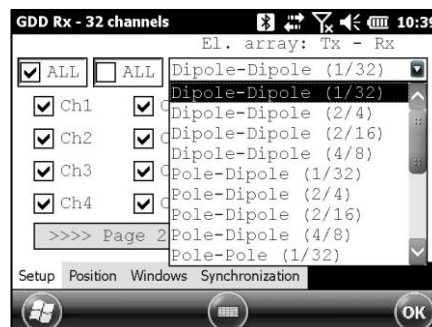 GDD Rx - 32 channels 10:39
El. array: Tx - Rx
ALL ALL Dipole-Dipole (1/32)
Dipole-Dipole (1/32)
Ch1 Dipole-Dipole (2/4)
Dipole-Dipole (2/16)
Ch2 Dipole-Dipole (4/8)
Pole-Dipole (1/32)
Ch3 Pole-Dipole (2/4)
Pole-Dipole (2/16)
Ch4 Pole-Dipole (4/8)
>>>> Page 2 Pole-Pole (1/32)
Setup Position Windows Synchronization
OK